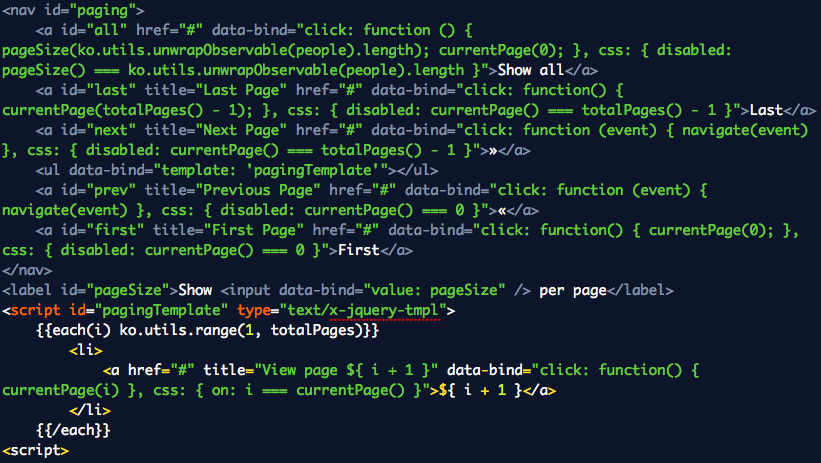 <nav id="paging">
    <a id="all" href="#" data-bind="click: function () {
pageSize(ko.utils.unwrapObservable(people).length); currentPage(0); }, css: { disabled:
pageSize() === ko.utils.unwrapObservable(people).length }">Show all</a>
    <a id="last" title="Last Page" href="#" data-bind="click: function() {
currentPage(totalPages() - 1); }, css: { disabled: currentPage() === totalPages() - 1 }">Last</a>
    <a id="next" title="Next Page" href="#" data-bind="click: function (event) { navigate(event)
}, css: { disabled: currentPage() === totalPages() - 1 }">»</a>
    <ul data-bind="template: 'pagingTemplate'"></ul>
    <a id="prev" title="Previous Page" href="#" data-bind="click: function (event) {
navigate(event) }, css: { disabled: currentPage() === 0 }">«</a>
    <a id="first" title="First Page" href="#" data-bind="click: function() { currentPage(0); },
css: { disabled: currentPage() === 0 }">First</a>
</nav>
<label id="pageSize">Show <input data-bind="value: pageSize" /> per page</label>
<script id="pagingTemplate" type="text/x-jquery-tmpl">
    {{each(i) ko.utils.range(1, totalPages)}}
        <li>
            <a href="#" title="View page ${ i + 1 }" data-bind="click: function() {
currentPage(i) }, css: { on: i === currentPage() }">${ i + 1 }</a>
        </li>
    {{/each}}
<script>